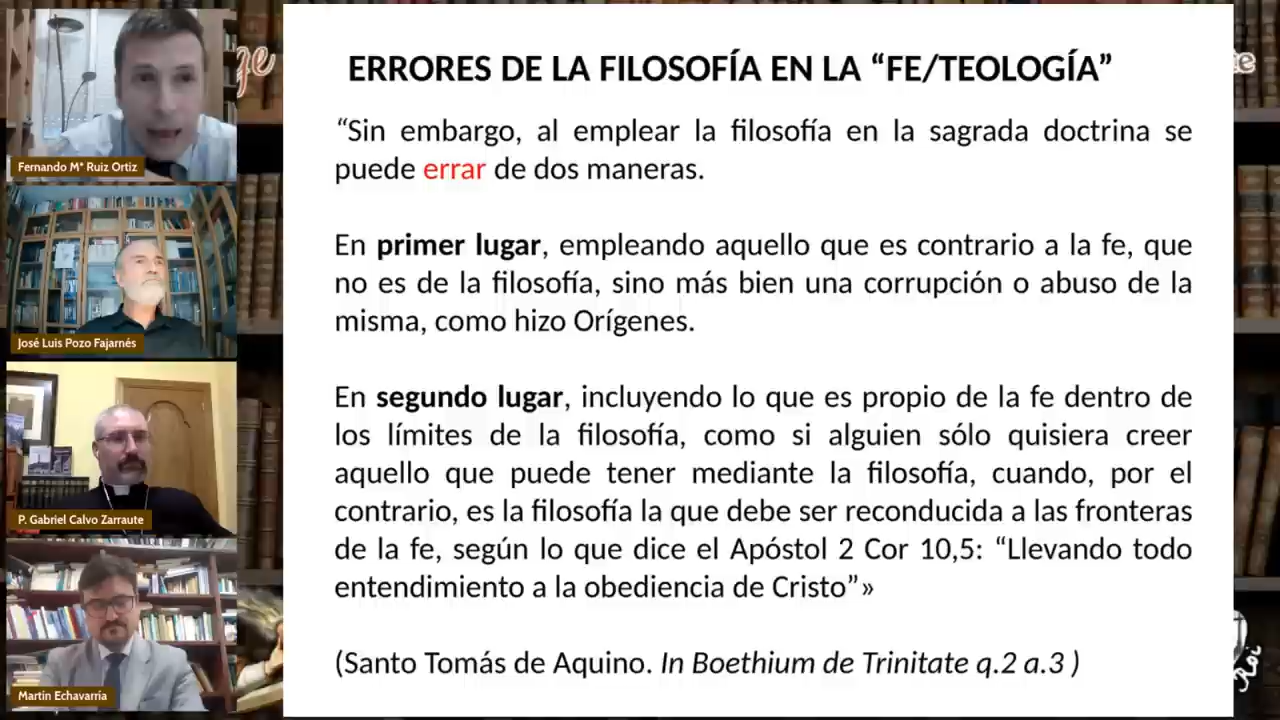 ERRORES DE LA FILOSOFÍA EN LA “FE/TEOLOGÍA”
“Sin embargo, al emplear la filosofía en la sagrada doctrina se
puede errar de dos maneras.
En primer lugar, empleando aquello que es contrario a la fe, que
no es de la filosofía, sino más bien una corrupción o abuso de la
misma, como hizo Orígenes.
En segundo lugar, incluyendo lo que es propio de la fe dentro de
los límites de la filosofía, como si alguien sólo quisiera creer
aquello que puede tener mediante la filosofía, cuando, por el
contrario, es la filosofía la que debe ser reconducida a las fronteras
de la fe, según lo que dice el Apóstol 2 Cor 10,5: “Llevando todo
entendimiento a la obediencia de Cristo”»
(Santo Tomás de Aquino. In Boethium de Trinitate q.2 a.3 )
Fernando Mª Ruiz Ortiz
José Luis Pozo Fajarnés
P. Gabriel Calvo Zarraute
Martin Echavarría